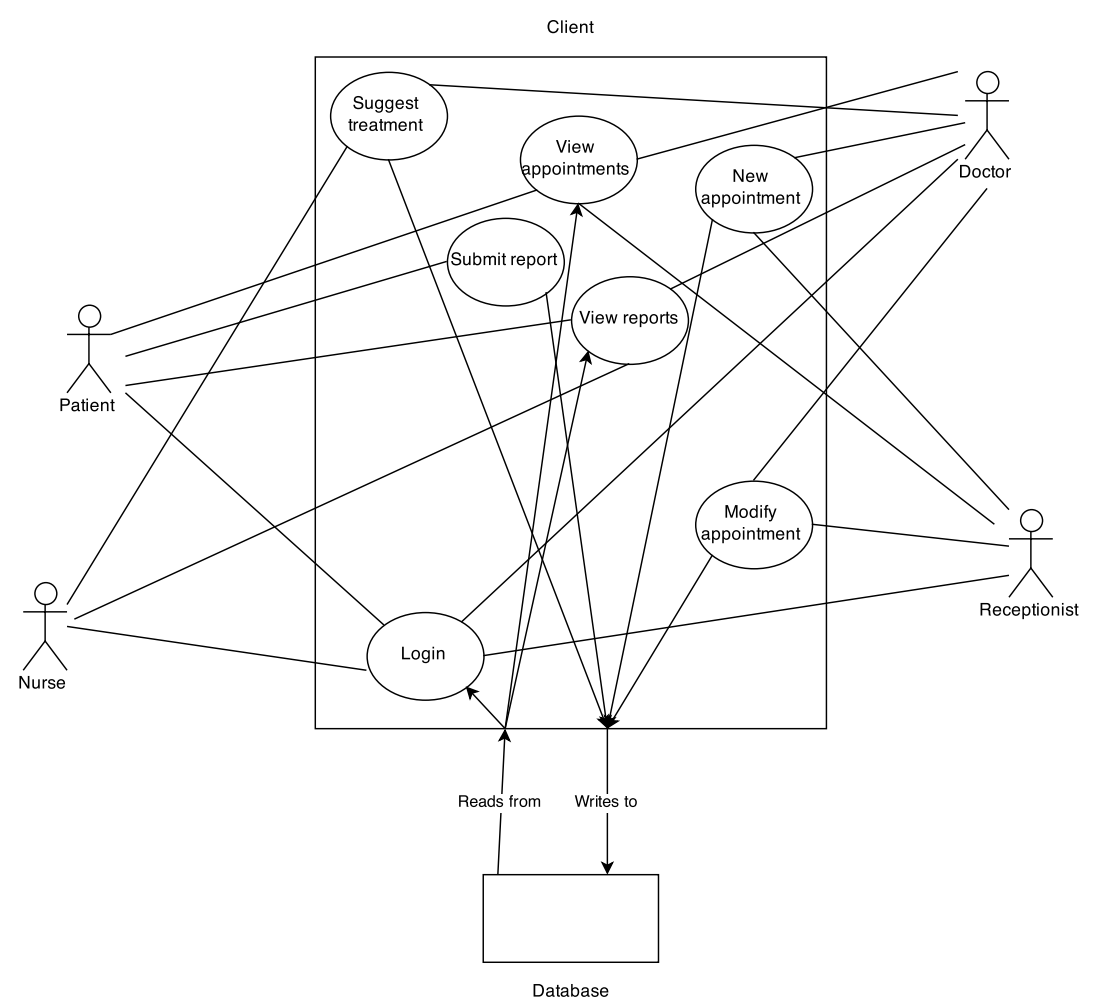 Client
Suggest
treatment
View
appointments
New
appointment
Doctor
Submit report
View reports
Patient
Modify
appointment
Receptionist
Login
Nurse
Reads from
Writes to
Database